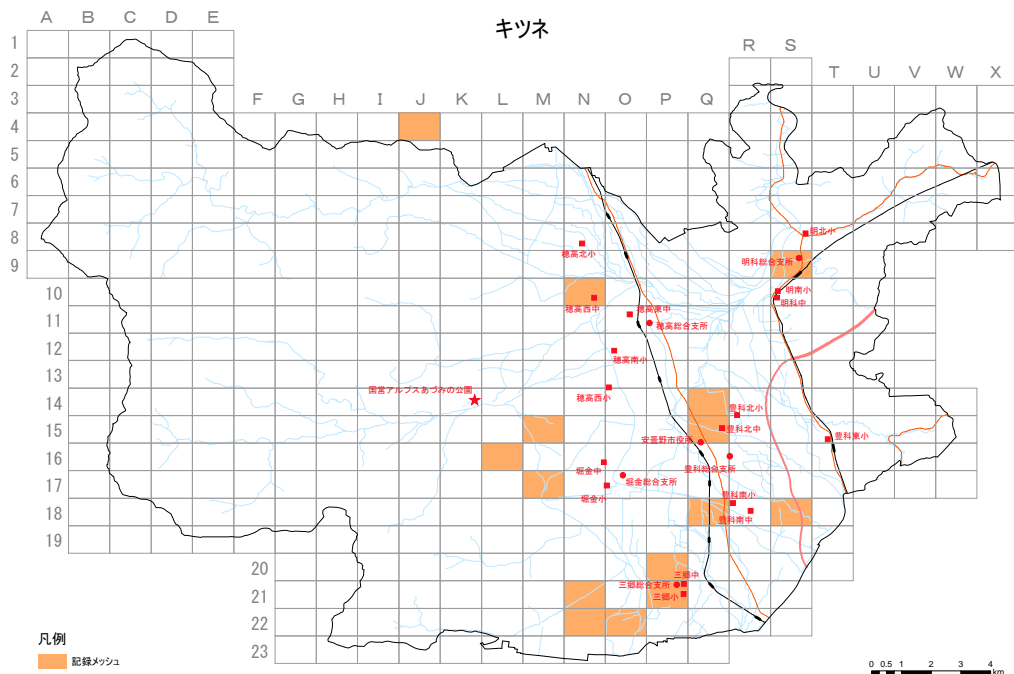 キツネ
A B C D E
R S
T U V W X
F G H I J K L M N O P Q
1
2
3
4
5
6
7
8
9
10
11
12
13
14
15
16
17
18
19
20
21
22
23
明北小
穂高北小
明科総合支所
明南小
明科中
穂高西中
穂高東中
穂高総合支所
穂高南小
国営アルプスあづみの公園
穂高西小
豊科北小
豊科北中
安曇野市役所
豊科東小
豊科総合支所
堀金中
堀金総合支所
堀金小
豊科南小
豊科南中
三郷中
三郷総合支所
三郷小
凡例
記録メッシュ
0 0.5 1 2 3 4
km